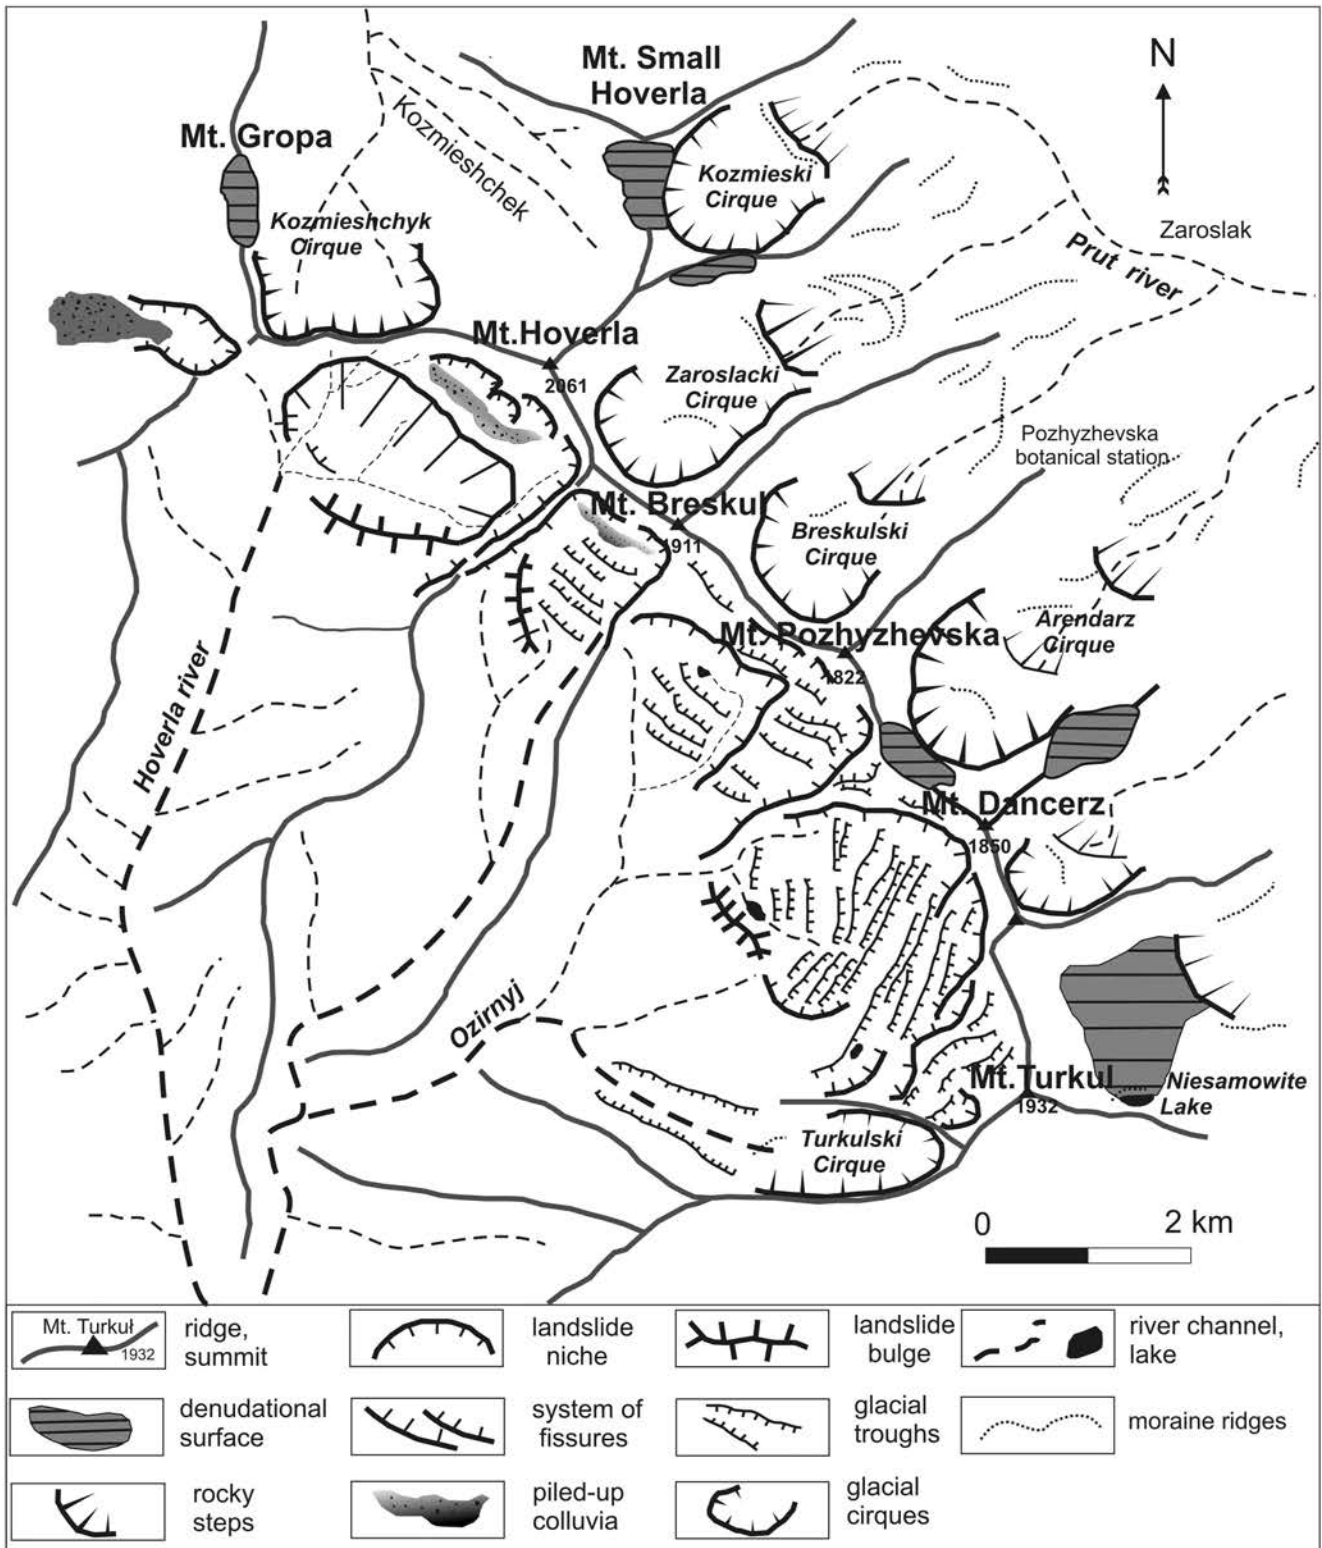 Mt. Small
Hoverla
N
Mt. Gropa
Kozmieshchek
Kozmieski
Cirque
Kozmieshchyk
Cirque
Zaroslak
Prut river
Mt.Hoverla
2061
Zaroslacki
Cirque
Pozhyzhevska
botanical station
Mt. Breskul
1911
Breskulski
Cirque
Arendarz
Cirque
Mt. Pozhyzhevska
1822
Hoverla river
Mt. Dancerz
1850
Ozirnyj
Mt.Turkul
1932
Niesamowite
Lake
Turkulski
Cirque
0 2 km
Mt. Turkuł
1932
ridge,
summit
landslide
niche
landslide
bulge
river channel,
lake
denudational
surface
system of
fissures
glacial
troughs
moraine ridges
rocky
steps
piled-up
colluvia
glacial
cirques